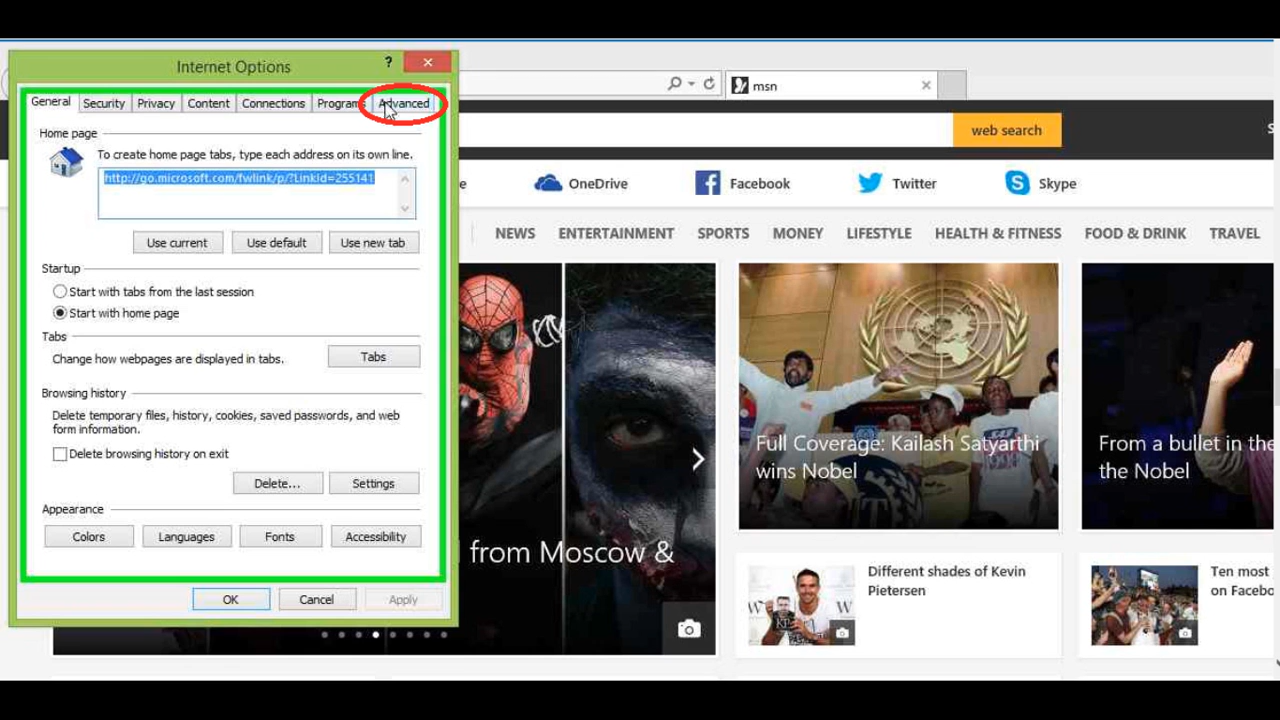 Internet Options
?
msn
General Security Privacy Content Connections Programs Advanced
Home page
To create home page tabs, type each address on its own line.
http://go.microsoft.com/fwlink/p/?LinkId=255141
Use current Use default Use new tab
Startup
Start with tabs from the last session
Start with home page
Tabs
Change how webpages are displayed in tabs.
Tabs
Browsing history
Delete temporary files, history, cookies, saved passwords, and web
form information.
Delete browsing history on exit
Delete... Settings
Appearance
Colors Languages Fonts Accessibility
OK Cancel Apply
web search
OneDrive Facebook Twitter Skype
NEWS ENTERTAINMENT SPORTS MONEY LIFESTYLE HEALTH & FITNESS FOOD & DRINK TRAVEL
from Moscow &
Full Coverage: Kailash Satyarthi
wins Nobel
From a bullet in the
the Nobel
Different shades of Kevin
Pietersen
Ten most
on Facebo